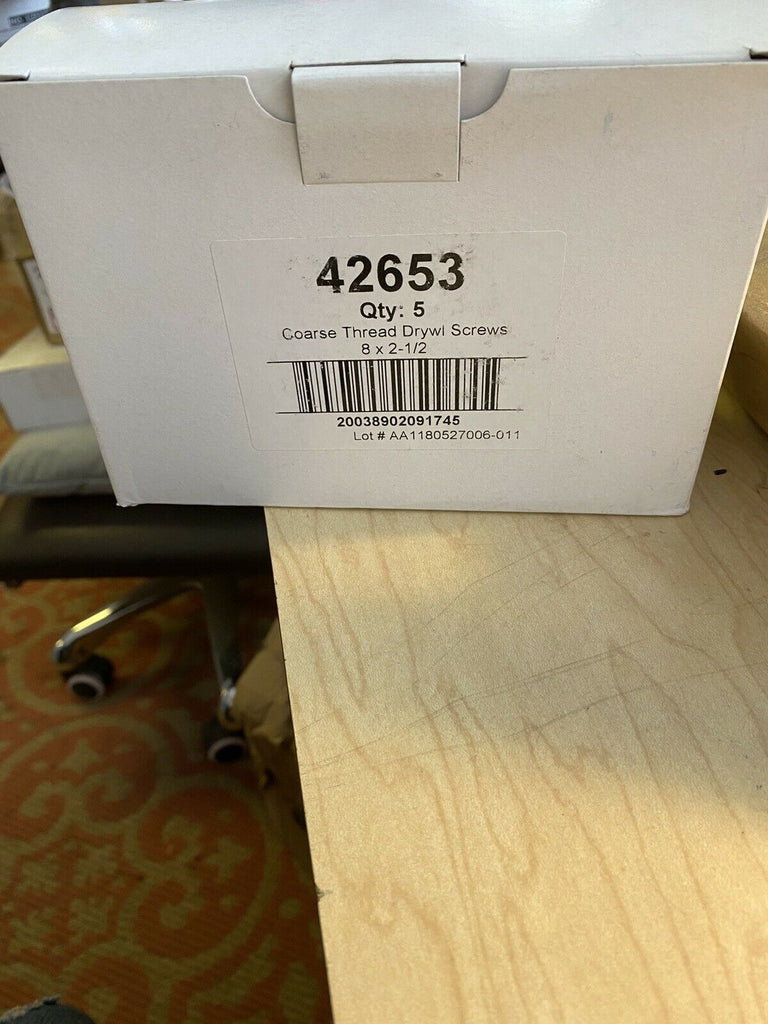 42653
Qty: 5
Coarse Thread Drywl Screws
8 x 2-1/2
20038902091745
Lot # AA1180527006-011